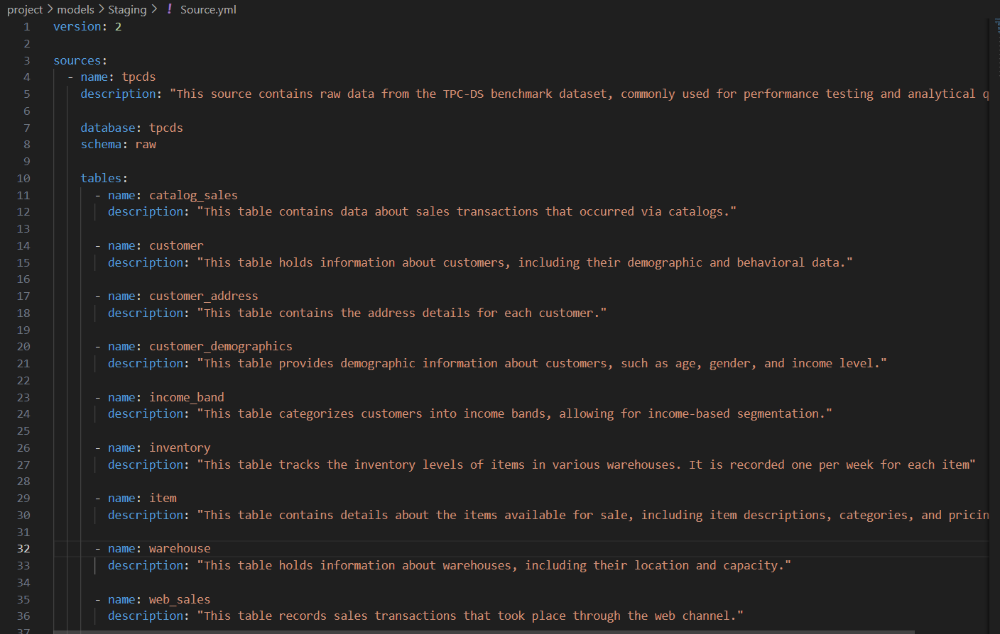 project > models > Staging > ! Source.yml
1 version: 2
2
3 sources:
4 - name: tpcds
5 description: "This source contains raw data from the TPC-DS benchmark dataset, commonly used for performance testing and analytical q
6
7 database: tpcds
8 schema: raw
9
10 tables:
11 - name: catalog_sales
12 description: "This table contains data about sales transactions that occurred via catalogs."
13
14 - name: customer
15 description: "This table holds information about customers, including their demographic and behavioral data."
16
17 - name: customer_address
18 description: "This table contains the address details for each customer."
19
20 - name: customer_demographics
21 description: "This table provides demographic information about customers, such as age, gender, and income level."
22
23 - name: income_band
24 description: "This table categorizes customers into income bands, allowing for income-based segmentation."
25
26 - name: inventory
27 description: "This table tracks the inventory levels of items in various warehouses. It is recorded one per week for each item"
28
29 - name: item
30 description: "This table contains details about the items available for sale, including item descriptions, categories, and pricin
31
32 - name: warehouse
33 description: "This table holds information about warehouses, including their location and capacity."
34
35 - name: web_sales
36 description: "This table records sales transactions that took place through the web channel."
37